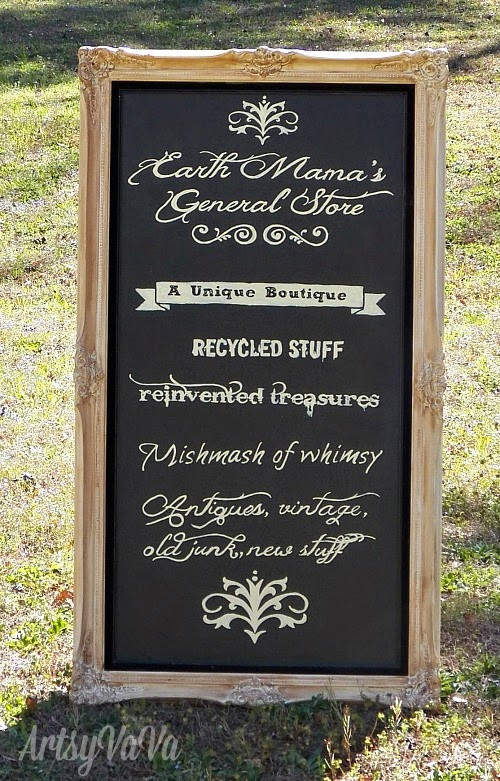 Earth Mama's
General Store
A Unique Boutique
RECYCLED STUFF
reinvented treasures
Mishmash of whimsy
Antiques, vintage,
old junk, new stuff
ArtsyVaVa